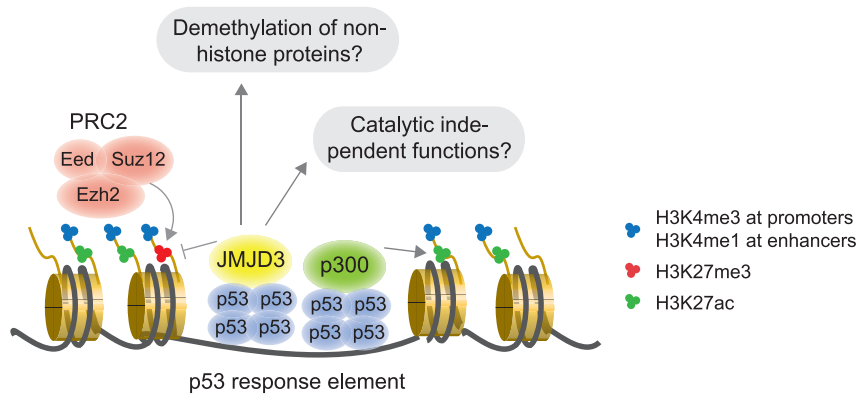 Demethylation of non-
histone proteins?
Catalytic inde-
pendent functions?
PRC2
Eed
Suz12
Ezh2
JMJD3
p300
p53 p53
p53 p53
p53 p53
p53 p53
p53 response element
H3K4me3 at promoters
H3K4me1 at enhancers
H3K27me3
H3K27ac